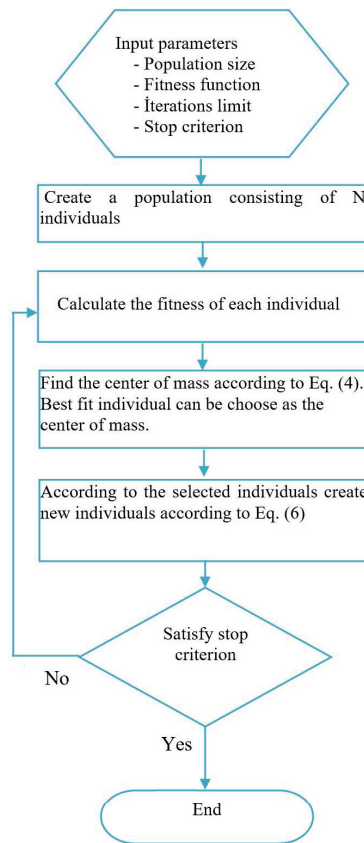 Input parameters
- Population size
- Fitness function
- İterations limit
- Stop criterion
Create a population consisting of N
individuals
Calculate the fitness of each individual
Find the center of mass according to Eq. (4).
Best fit individual can be choose as the
center of mass.
According to the selected individuals create
new individuals according to Eq. (6)
Satisfy stop
criterion
No
Yes
End